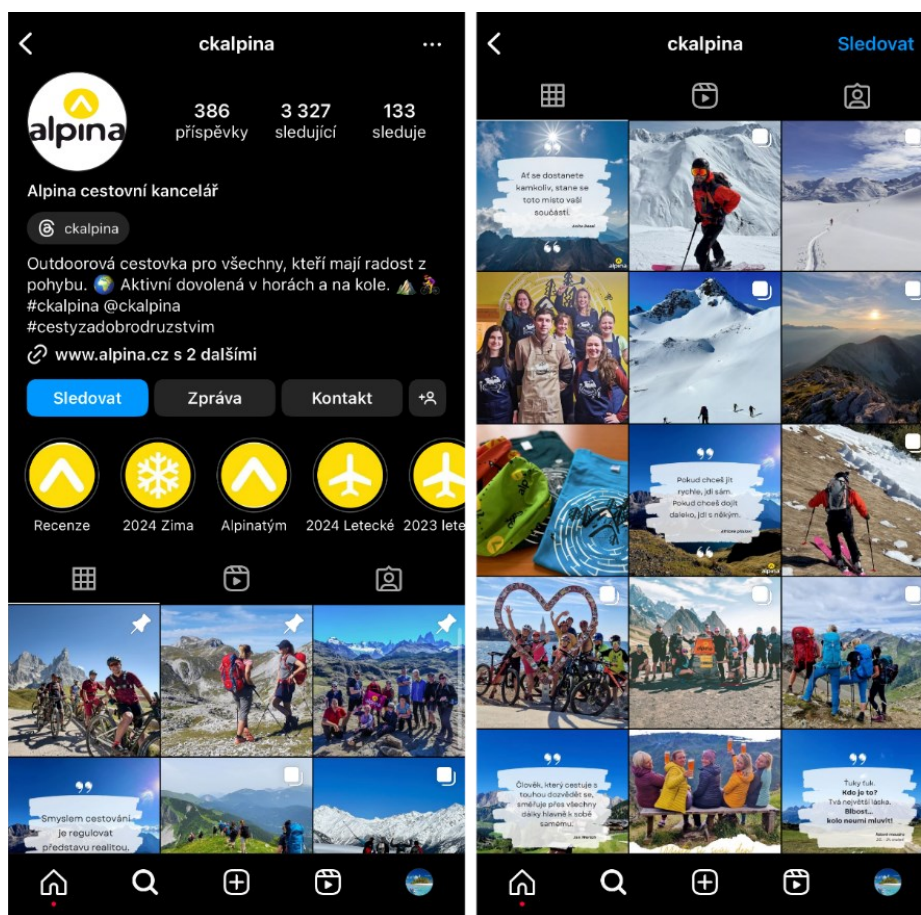 ckalpina
alpina
386
příspěvky
3 327
sledující
133
sleduje
Alpina cestovní kancelář
ckalpina
Outdoorová cestovka pro všechny, kteří mají radost z
pohybu. 🌍 Aktivní dovolená v horách a na kole. ⛰️🚵
#ckalpina @ckalpina
#cestyzadobrodruzstvim
www.alpina.cz s 2 dalšími
Sledovat
Zpráva
Kontakt
Recenze
2024 Zima
Alpinatým
2024 Letecké
2023 lete
Smyslem cestování
je regulovat
představu realitou,
ckalpina
Sledovat
Ať se dostanete
kamkoliv, stane se
toto místo vaší
součástí.
alpina
Pokud chceš jít
rychle, jdi sám.
Pokud chceš dojít
daleko, jdi s někým.
alpina
Člověk, který cestuje s
touhou dozvědět se,
směřuje přes všechny
dálky hlavně k sobě
samému.
Ťuky ťuk.
Kdo je to?
Tvá největší láska.
Blbost...
kolo neumí mluvit!